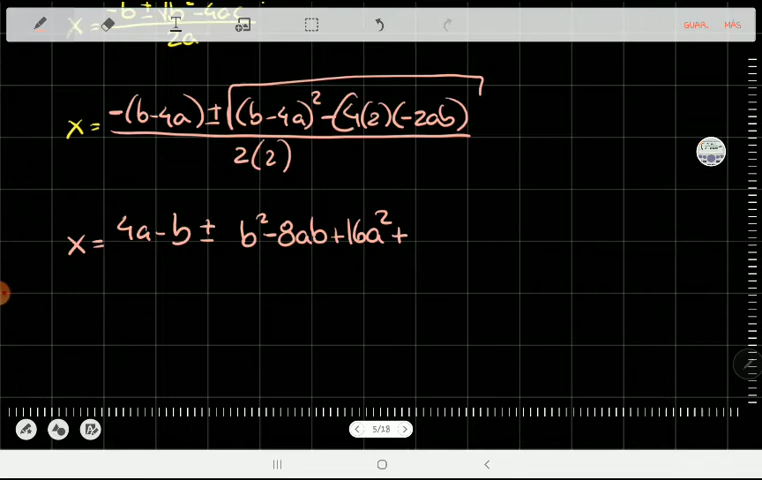 x = (-b ± √(b² - 4ac))/2a
GUAR. MÁS
x = (-(b-4a) ± √((b-4a)² - (4(2)(-2ab)))/2(2)
x = 4a - b ± b² - 8ab + 16a² +
5/18